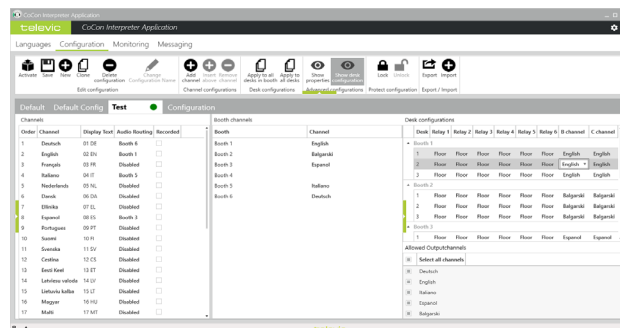 CoCon Interpreter Application
televic CoCon Interpreter Application
Languages Configuration Monitoring Messaging
Activate Save New Clone Delete configuration Change Configuration Name Add channel Insert above Remove channel Apply to all desks in booth Apply to all desks Show properties Show desk configuration Lock Unlock Export Import
Edit configuration Channel configurations Desk configurations Advanced configurations Protect configuration Export / Import
Default Default Config Test Configuration
Channels Booth channels Desk configurations
Order Channel Display Text Audio Routing Recorded Booth Channel Desk Relay 1 Relay 2 Relay 3 Relay 4 Relay 5 Relay 6 B-channel C channel
1 Deutsch 01 DE Booth 6
2 English 02 EN Booth 1
3 Français 03 FR Disabled
4 Italiano 04 IT Booth 5
5 Nederlands 05 NL Disabled
6 Dansk 06 DA Disabled
7 Ellinika 07 EL Disabled
8 Espanol 08 ES Booth 3
9 Portugues 09 PT Disabled
10 Suomi 10 FI Disabled
11 Svenska 11 SV Disabled
12 Cestina 12 CS Disabled
13 Eesti Keel 13 ET Disabled
14 Latviesu valoda 14 LV Disabled
15 Lietuviu kalba 15 LT Disabled
16 Magyar 16 HU Disabled
17 Malti 17 MT Disabled
Booth 1 English
Booth 2 Balgarski
Booth 3 Espanol
Booth 4
Booth 5 Italiano
Booth 6 Deutsch
Booth 1
1 Floor Floor Floor Floor Floor Floor English English
2 Floor Floor Floor Floor Floor Floor English English
3 Floor Floor Floor Floor Floor Floor English English
Booth 2
1 Floor Floor Floor Floor Floor Floor Balgarski Balgarski
2 Floor Floor Floor Floor Floor Floor Balgarski Balgarski
3 Floor Floor Floor Floor Floor Floor Balgarski Balgarski
Booth 3
1 Floor Floor Floor Floor Floor Floor Espanol Espanol
Allowed Outputchannels
Select all channels
Deutsch
English
Italiano
Espanol
Balgarski